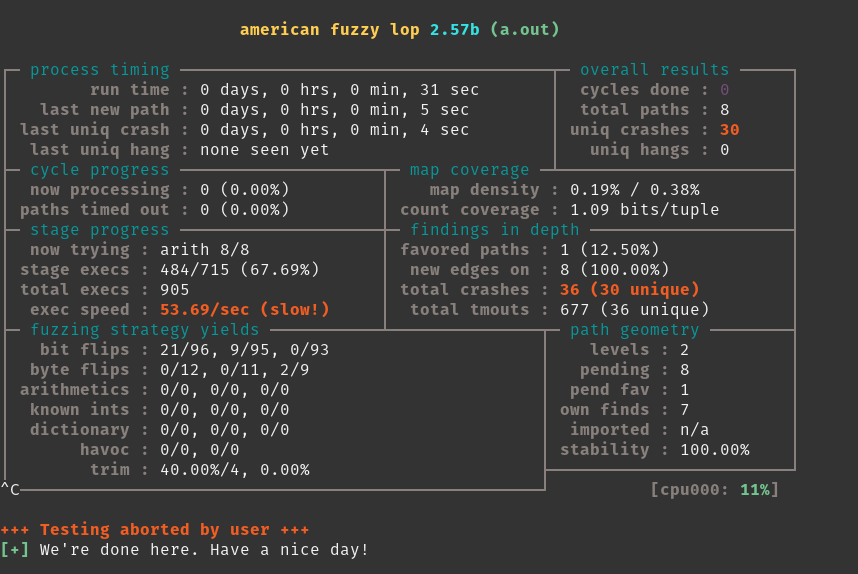 american fuzzy lop 2.57b (a.out)
process timing overall results
run time : 0 days, 0 hrs, 0 min, 31 sec cycles done : 0
last new path : 0 days, 0 hrs, 0 min, 5 sec total paths : 8
last uniq crash : 0 days, 0 hrs, 0 min, 4 sec uniq crashes : 30
last uniq hang : none seen yet uniq hangs : 0
cycle progress map coverage
now processing : 0 (0.00%) map density : 0.19% / 0.38%
paths timed out : 0 (0.00%) count coverage : 1.09 bits/tuple
stage progress findings in depth
now trying : arith 8/8 favored paths : 1 (12.50%)
stage execs : 484/715 (67.69%) new edges on : 8 (100.00%)
total execs : 905 total crashes : 36 (30 unique)
exec speed : 53.69/sec (slow!) total tmouts : 677 (36 unique)
fuzzing strategy yields path geometry
bit flips : 21/96, 9/95, 0/93 levels : 2
byte flips : 0/12, 0/11, 2/9 pending : 8
arithmetics : 0/0, 0/0, 0/0 pend fav : 1
known ints : 0/0, 0/0, 0/0 own finds : 7
dictionary : 0/0, 0/0, 0/0 imported : n/a
havoc : 0/0, 0/0 stability : 100.00%
trim : 40.00%/4, 0.00%
^C [cpu000: 11%]
+++ Testing aborted by user +++
[+] We're done here. Have a nice day!